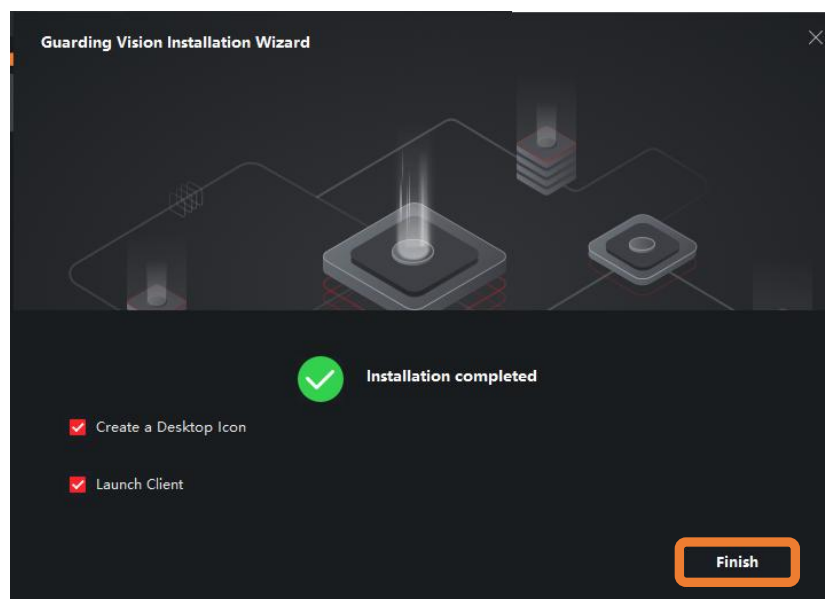 Guarding Vision Installation Wizard
Installation completed
Create a Desktop Icon
Launch Client
Finish